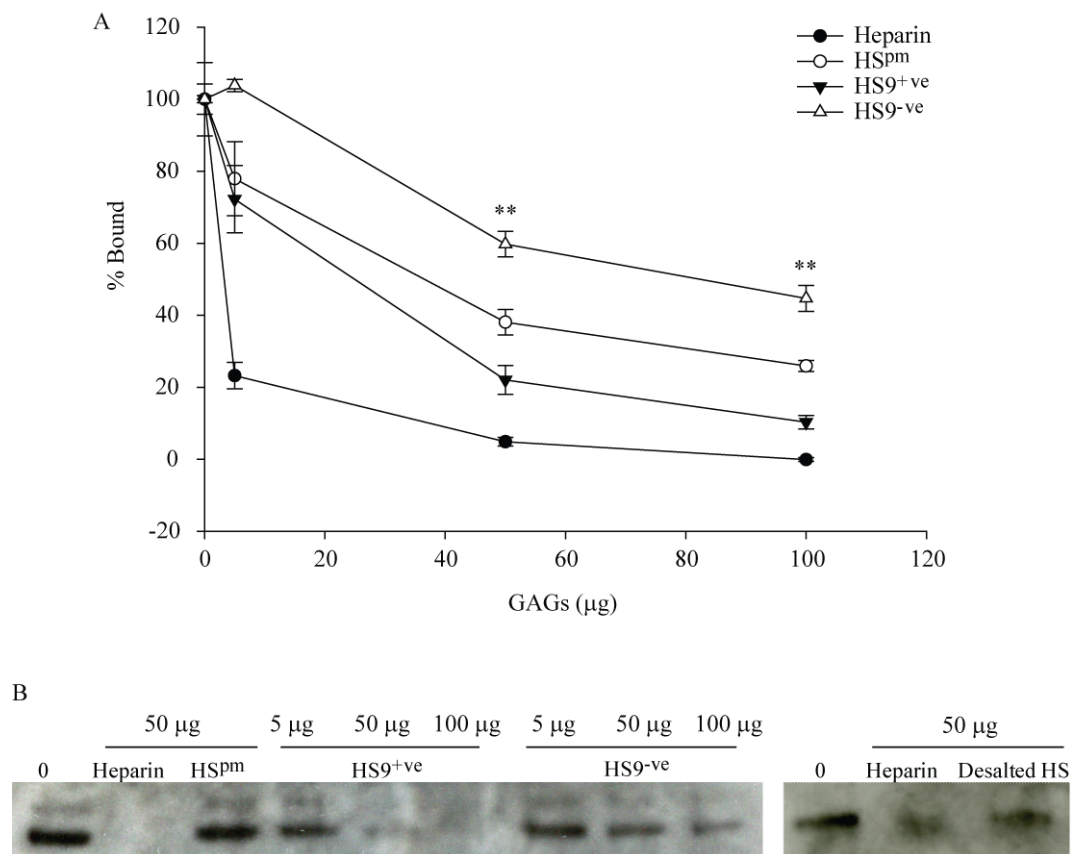 A
120
100
80
60
40
20
0
-20
% Bound
0 20 40 60 80 100 120
GAGs (µg)
Heparin
HSpm
HS9+ve
HS9-ve
**
**
B
50 µg 5 µg 50 µg 100 µg 5 µg 50 µg 100 µg 50 µg
0 Heparin HSpm HS9+ve HS9-ve 0 Heparin Desalted HS